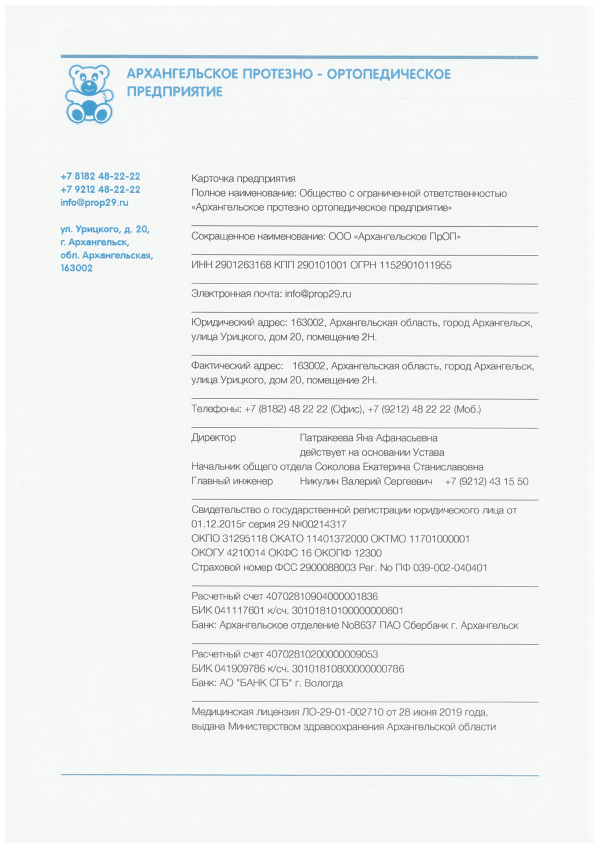 АРХАНГЕЛЬСКОЕ ПРОТЕЗНО - ОРТОПЕДИЧЕСКОЕ
ПРЕДПРИЯТИЕ
+7 8182 48-22-22
+7 9212 48-22-22
info@prop29.ru
ул. Урицкого, д. 20,
г. Архангельск,
обл. Архангельская,
163002
Карточка предприятия
Полное наименование: Общество с ограниченной ответственностью
«Архангельское протезно ортопедическое предприятие»
Сокращенное наименование: ООО «Архангельское ПрОП»
ИНН 2901263168 КПП 290101001 ОГРН 1152901011955
Электронная почта: info@prop29.ru
Юридический адрес: 163002, Архангельская область, город Архангельск,
улица Урицкого, дом 20, помещение 2Н.
Фактический адрес: 163002, Архангельская область, город Архангельск,
улица Урицкого, дом 20, помещение 2Н.
Телефоны: +7 (8182) 48 22 22 (Офис), +7 (9212) 48 22 22 (Моб.)
Директор Патракеева Яна Афанасьевна
действует на основании Устава
Начальник общего отдела Соколова Екатерина Станиславовна
Главный инженер Никулин Валерий Сергеевич +7 (9212) 43 15 50
Свидетельство о государственной регистрации юридического лица от
01.12.2015г серия 29 №00214317
ОКПО 31295118 ОКАТО 11401372000 ОКТМО 11701000001
ОКОГУ 4210014 ОКФС 16 ОКОПФ 12300
Страховой номер ФСС 2900088003 Рег. No ПФ 039-002-040401
Расчетный счет 40702810904000001836
БИК 041117601 к/сч. 30101810100000000601
Банк: Архангельское отделение No8637 ПАО Сбербанк г. Архангельск
Расчетный счет 40702810200000009053
БИК 041909786 к/сч. 30101810800000000786
Банк: АО "БАНК СГБ" г. Вологда
Медицинская лицензия ЛО-29-01-002710 от 28 июня 2019 года,
выдана Министерством здравоохранения Архангельской области